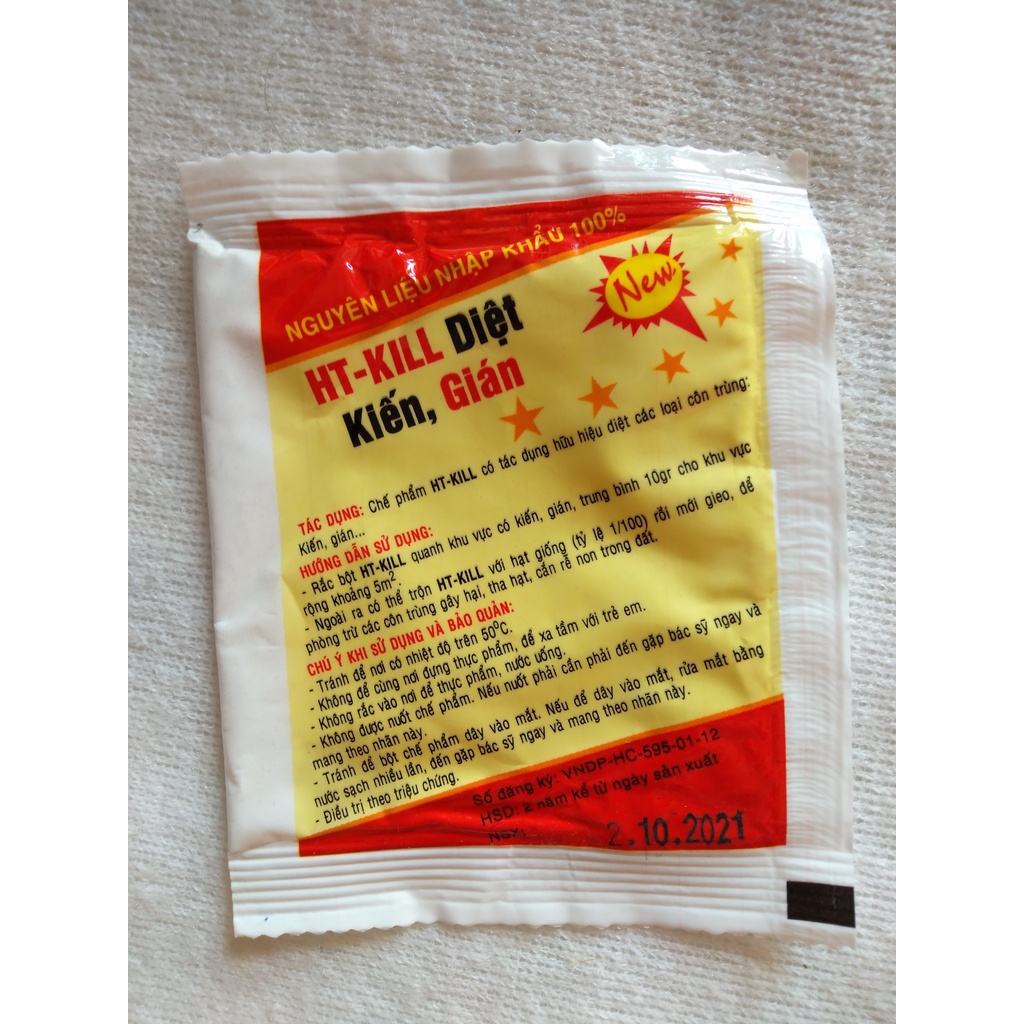 NGUYÊN LIỆU NHẬP KHẨU 100%
New
HT-KILL Diệt
Kiến, Gián
TÁC DỤNG: Chế phẩm HT-KILL có tác dụng hữu hiệu diệt các loại côn trùng:
Kiến, gián...
HƯỚNG DẪN SỬ DỤNG:
- Rắc bột HT-KILL quanh khu vực có kiến, gián, trung bình 10gr cho khu vực
rộng khoảng 5m².
- Ngoài ra có thể trộn HT-KILL với hạt giống (tỷ lệ 1/100) rồi mới gieo, để
phòng trừ các côn trùng gây hại, tha hạt, cắn rễ non trong đất.
CHÚ Ý KHI SỬ DỤNG VÀ BẢO QUẢN:
- Tránh để nơi có nhiệt độ trên 50ºC.
- Không để cùng nơi đựng thực phẩm, để xa tầm với trẻ em.
- Không rắc vào nơi để thực phẩm, nước uống.
- Không được nuốt chế phẩm. Nếu nuốt phải cần phải đến gặp bác sỹ ngay và
mang theo nhãn này.
- Tránh để bột chế phẩm dây vào mắt. Nếu để dây vào mắt, rửa mắt bằng
nước sạch nhiều lần, đến gặp bác sỹ ngay và mang theo nhãn này.
- Điều trị theo triệu chứng.
Số đăng ký: VNDP-HC-595-01-12
HSD: 2 năm kể từ ngày sản xuất
NSX: 2.10.2021